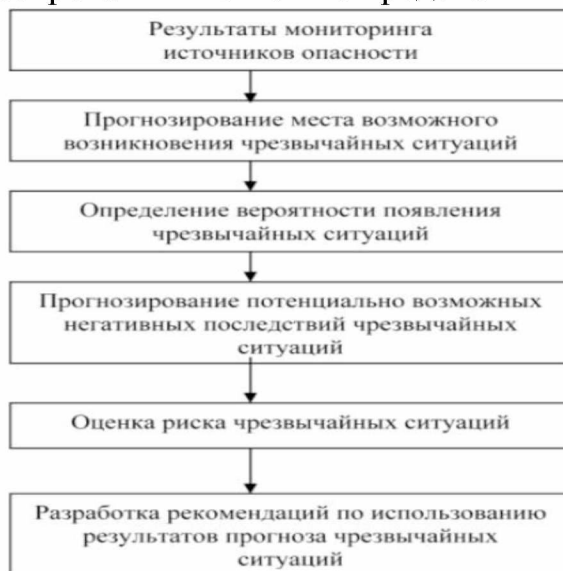 Результаты мониторинга
источников опасности
Прогнозирование места возможного
возникновения чрезвычайных ситуаций
Определение вероятности появления
чрезвычайных ситуаций
Прогнозирование потенциально возможных
негативных последствий чрезвычайных
ситуаций
Оценка риска чрезвычайных ситуаций
Разработка рекомендаций по использованию
результатов прогноза чрезвычайных
ситуаций